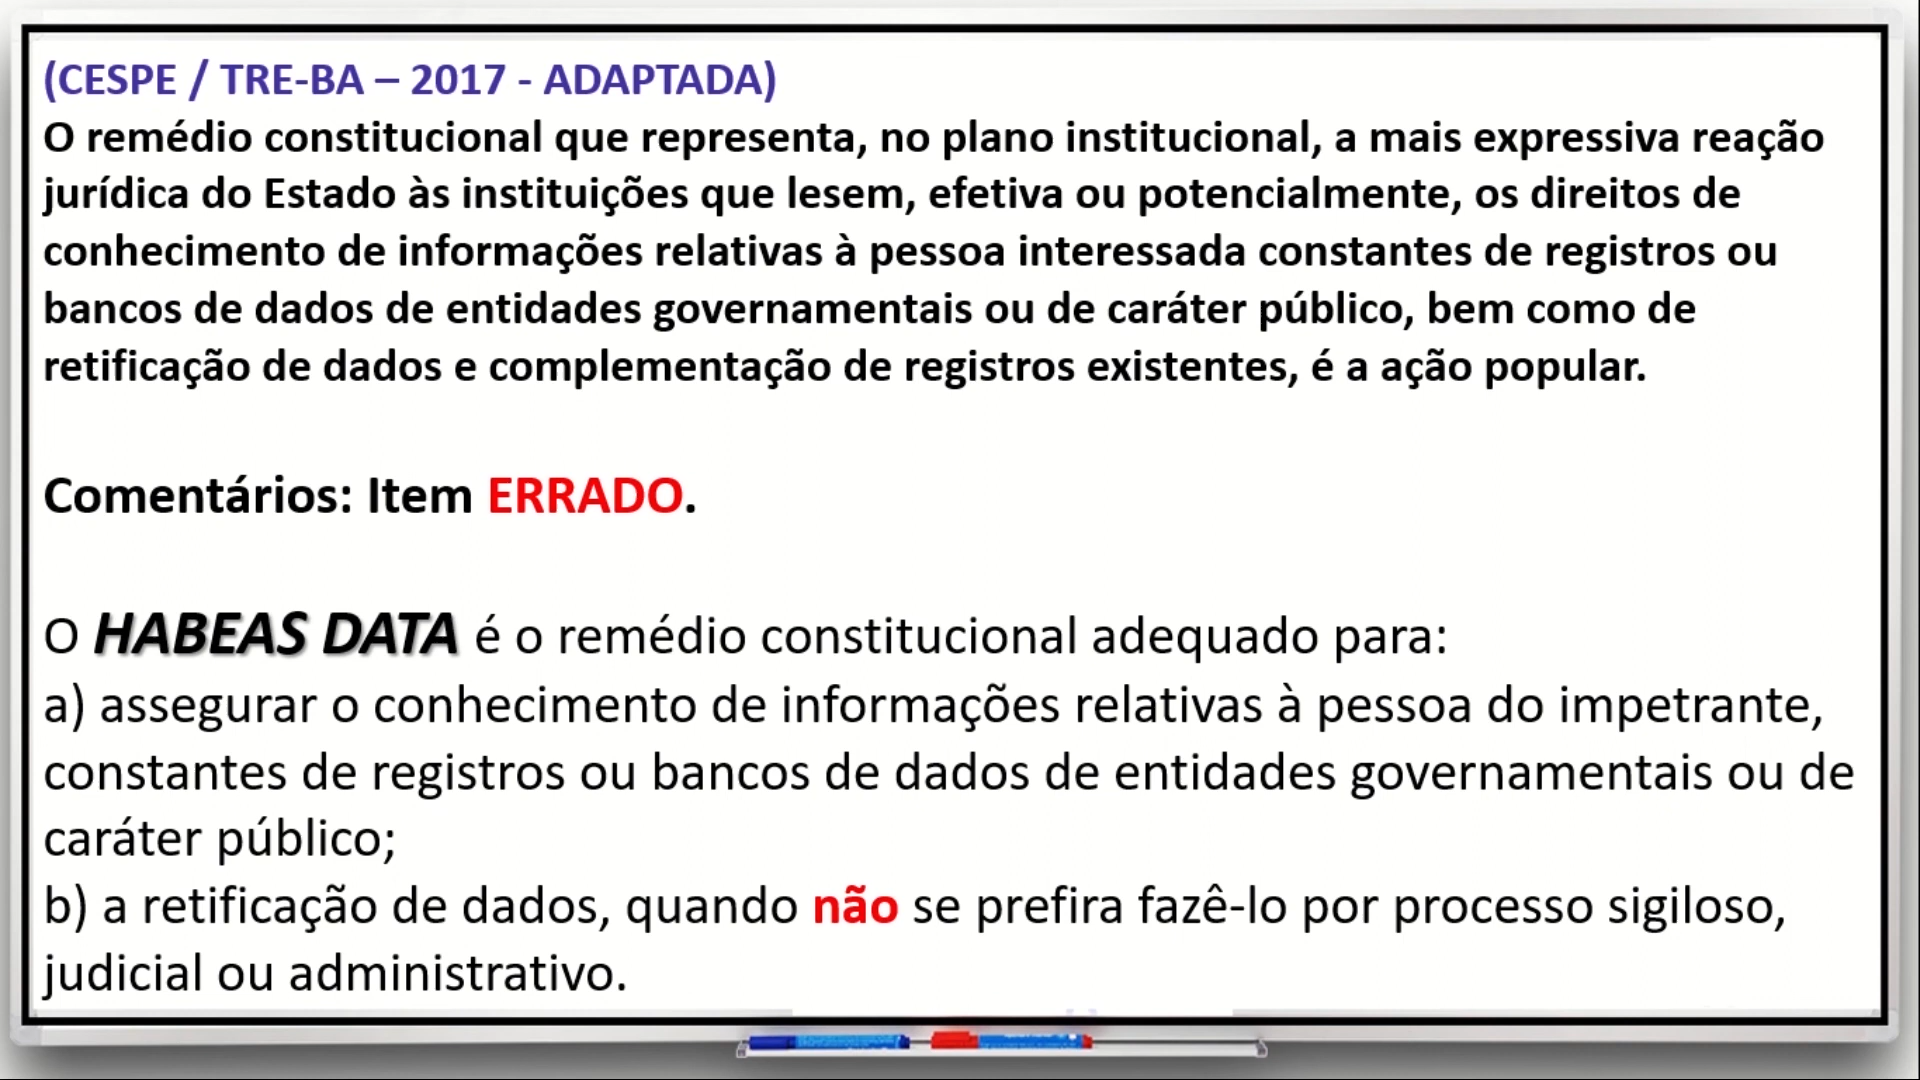 (CESPE / TRE-BA – 2017 - ADAPTADA)
O remédio constitucional que representa, no plano institucional, a mais expressiva reação
jurídica do Estado às instituições que lesem, efetiva ou potencialmente, os direitos de
conhecimento de informações relativas à pessoa interessada constantes de registros ou
bancos de dados de entidades governamentais ou de caráter público, bem como de
retificação de dados e complementação de registros existentes, é a ação popular.
Comentários: Item ERRADO.
O HABEAS DATA é o remédio constitucional adequado para:
a) assegurar o conhecimento de informações relativas à pessoa do impetrante,
constantes de registros ou bancos de dados de entidades governamentais ou de
caráter público;
b) a retificação de dados, quando não se prefira fazê-lo por processo sigiloso,
judicial ou administrativo.